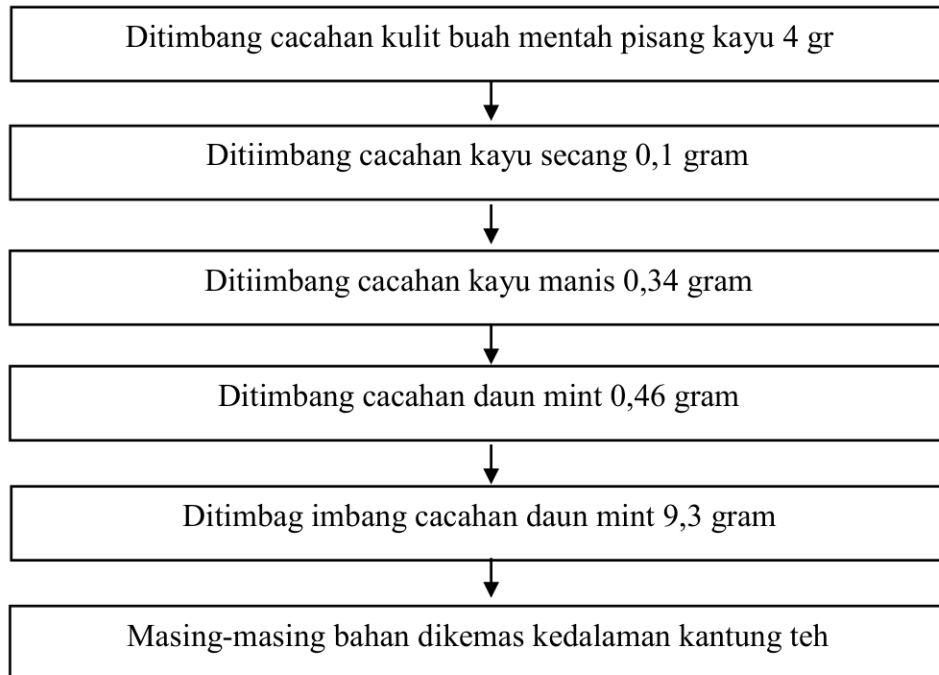 Ditimbang cacahan kulit buah mentah pisang kayu 4 gr
Ditiimbang cacahan kayu secang 0,1 gram
Ditiimbang cacahan kayu manis 0,34 gram
Ditimbang cacahan daun mint 0,46 gram
Ditimbag imbang cacahan daun mint 9,3 gram
Masing-masing bahan dikemas kedalaman kantung teh